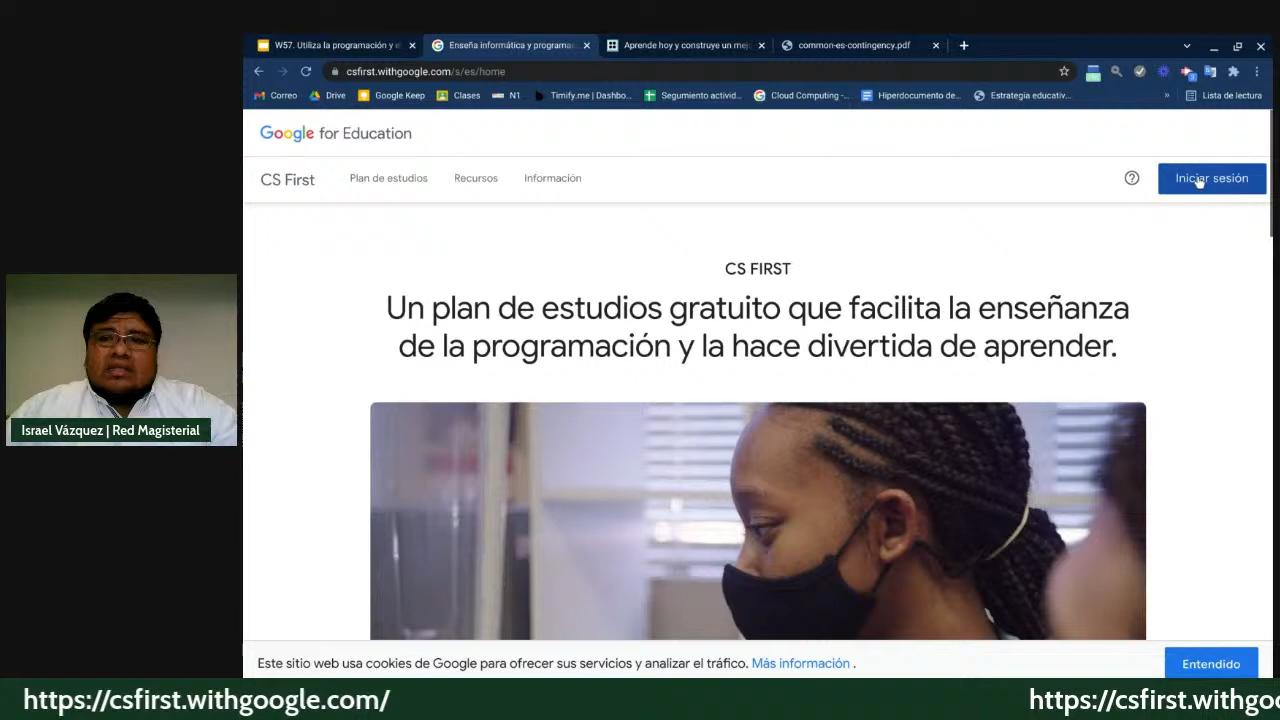 W57. Utiliza la programación y e
Enseña informática y programac
Aprende hoy y construye un mej
common-es-contingency.pdf
csfirst.withgoogle.com/s/es/home
Correo
Drive
Google Keep
Clases
N1
Timify.me | Dashbo...
Segumiento activid...
Cloud Computing -...
Hiperdocumento de...
Estrategia educativ...
»
Lista de lectura
Google for Education
CS First
Plan de estudios
Recursos
Información
Iniciar sesión
CS FIRST
Un plan de estudios gratuito que facilita la enseñanza
de la programación y la hace divertida de aprender.
Israel Vázquez | Red Magisterial
Este sitio web usa cookies de Google para ofrecer sus servicios y analizar el tráfico. Más información .
Entendido
https://csfirst.withgoogle.com/
https://csfirst.withgo